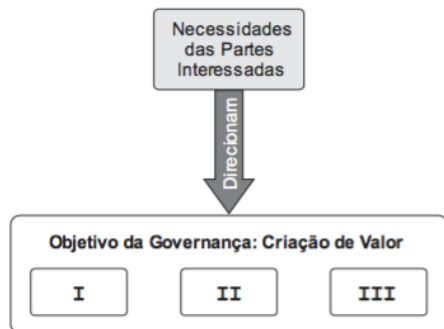 Necessidades
das Partes
Interessadas
Direcionam
Objetivo da Governança: Criação de Valor
I
II
III